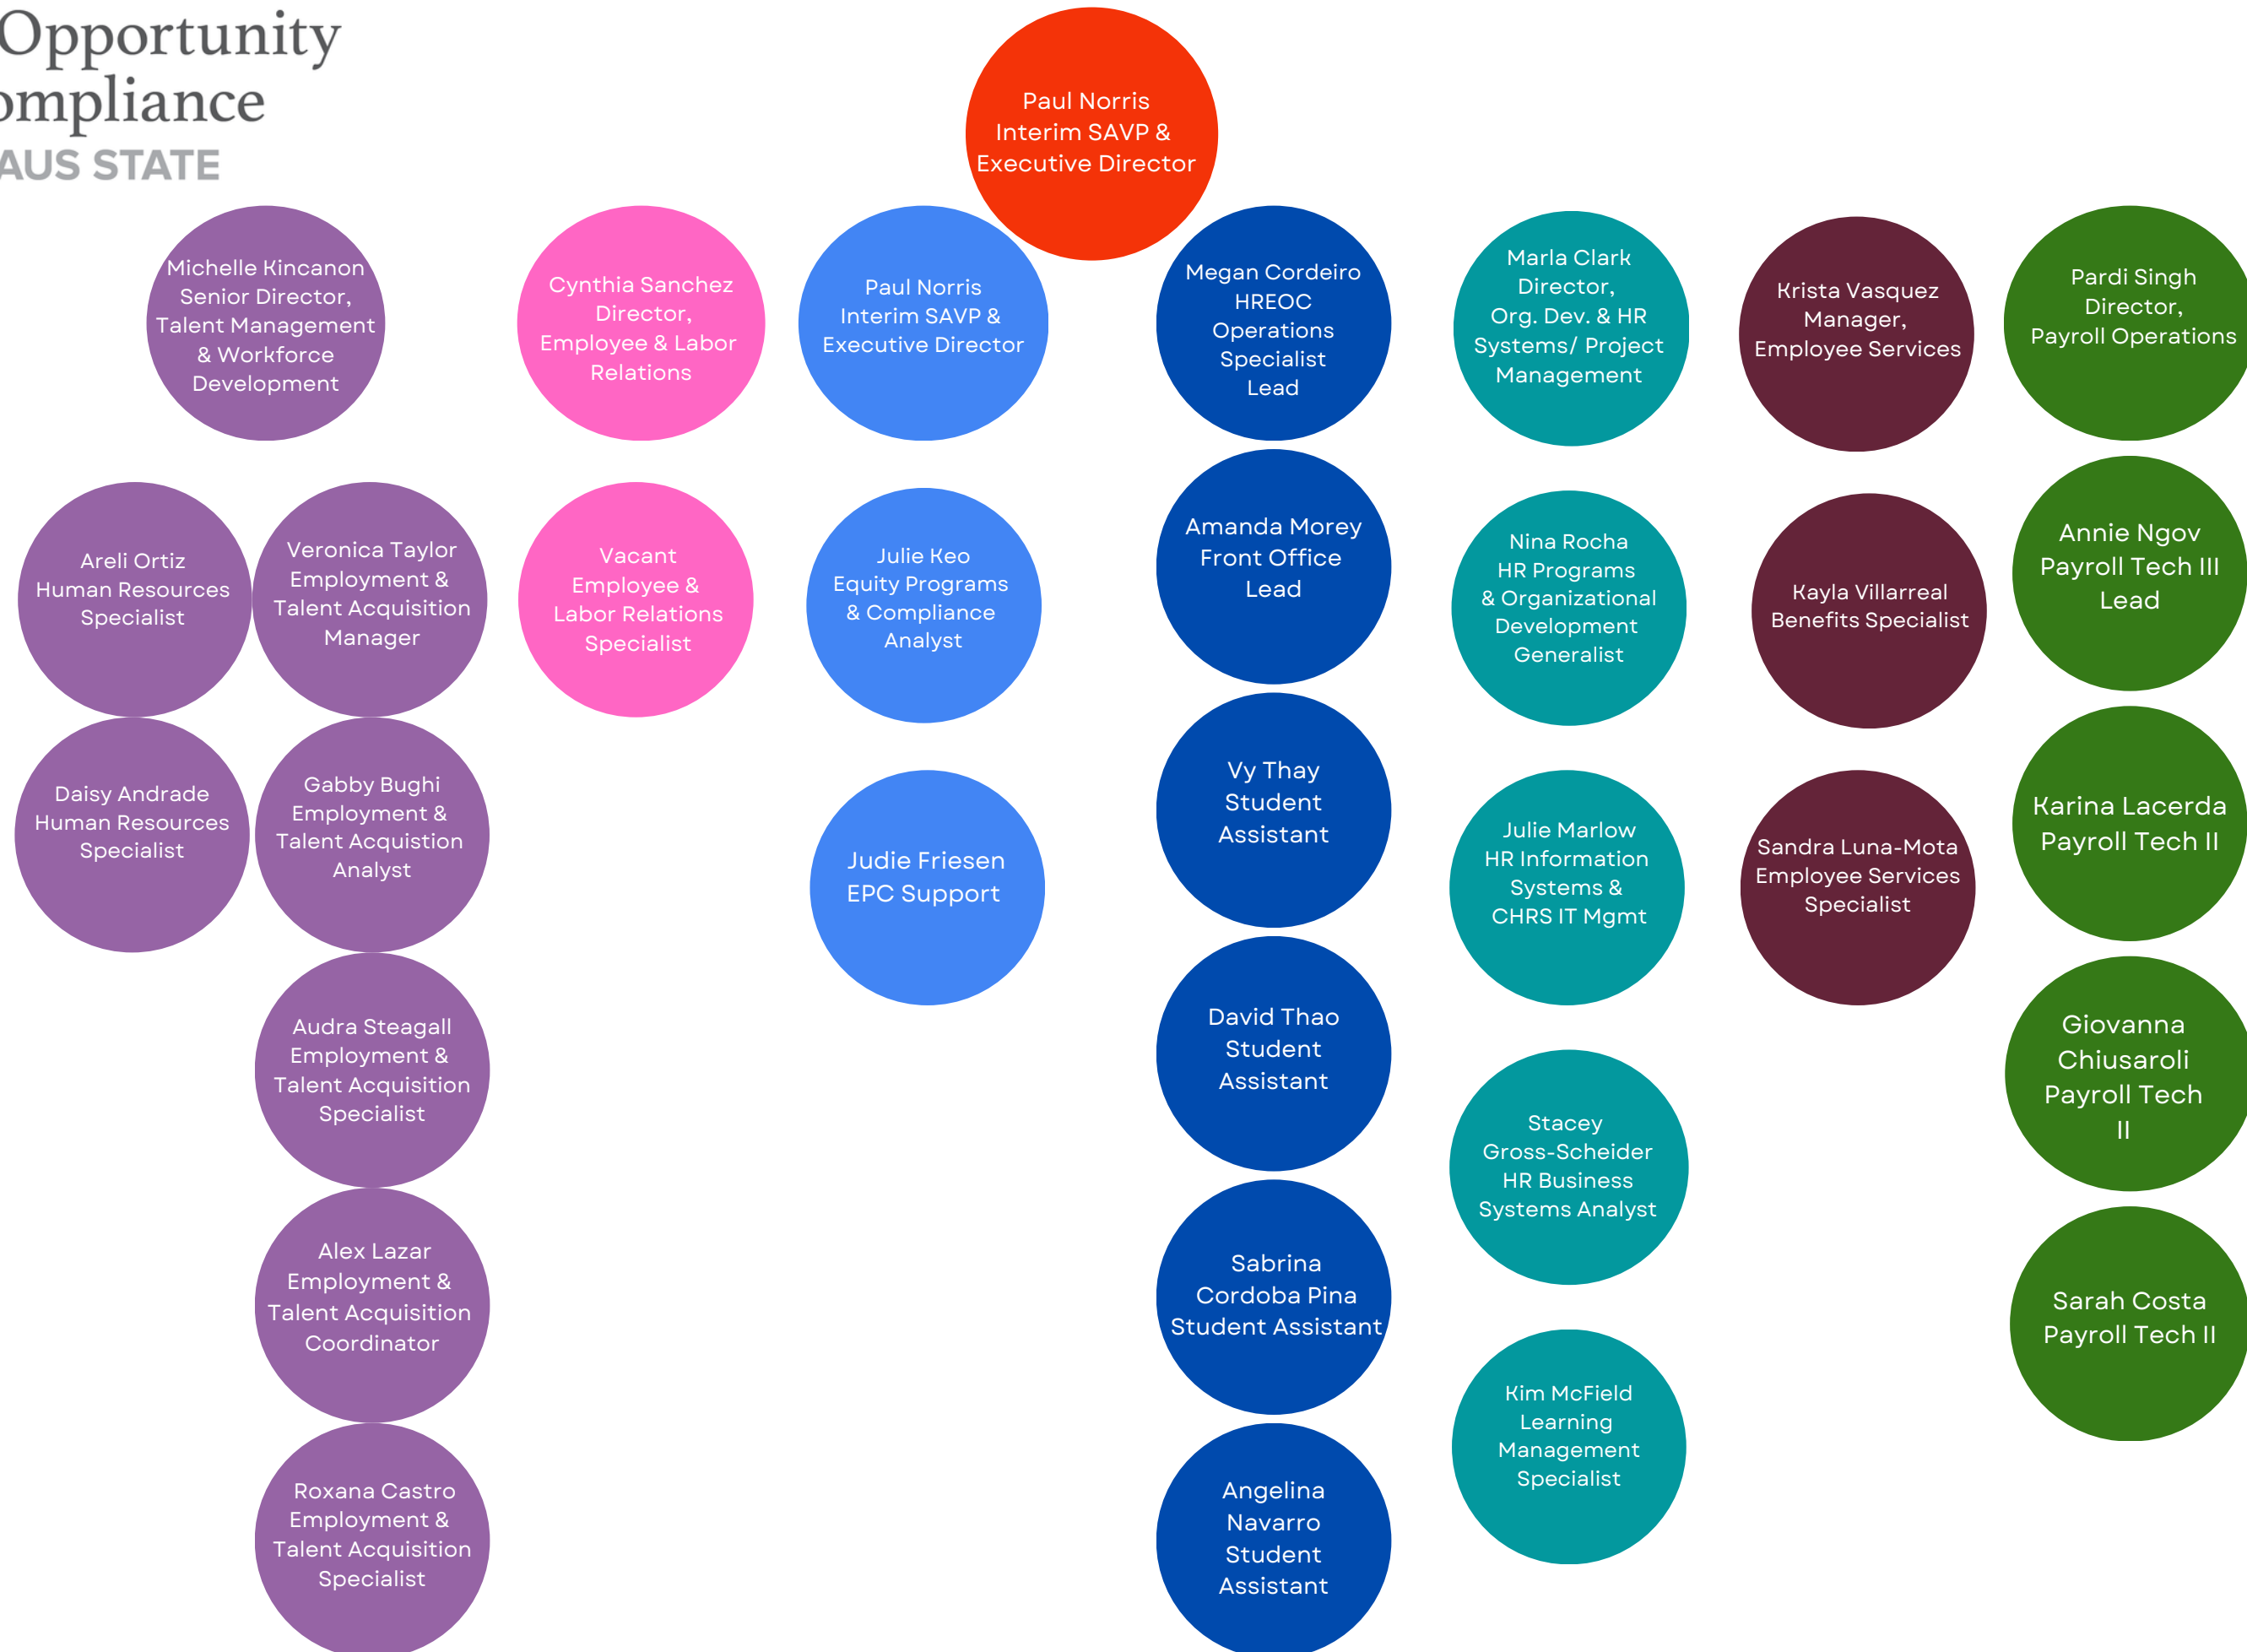 Opportunity
ompliance
AUS STATE
Paul Norris
Interim SAVP &
Executive Director
Michelle Kincanon
Senior Director,
Talent Management
& Workforce
Development
Cynthia Sanchez
Director,
Employee & Labor
Relations
Paul Norris
Interim SAVP &
Executive Director
Megan Cordeiro
HREOC
Operations
Specialist
Lead
Marla Clark
Director,
Org. Dev. & HR
Systems/ Project
Management
Krista Vasquez
Manager,
Employee Services
Pardi Singh
Director,
Payroll Operations
Areli Ortiz
Human Resources
Specialist
Veronica Taylor
Employment &
Talent Acquisition
Manager
Vacant
Employee &
Labor Relations
Specialist
Julie Keo
Equity Programs
& Compliance
Analyst
Amanda Morey
Front Office
Lead
Nina Rocha
HR Programs
& Organizational
Development
Generalist
Kayla Villarreal
Benefits Specialist
Annie Ngov
Payroll Tech III
Lead
Daisy Andrade
Human Resources
Specialist
Gabby Bughi
Employment &
Talent Acquistion
Analyst
Judie Friesen
EPC Support
Vy Thay
Student
Assistant
Julie Marlow
HR Information
Systems &
CHRS IT Mgmt
Sandra Luna-Mota
Employee Services
Specialist
Karina Lacerda
Payroll Tech II
Audra Steagall
Employment &
Talent Acquisition
Specialist
David Thao
Student
Assistant
Stacey
Gross-Scheider
HR Business
Systems Analyst
Giovanna
Chiusaroli
Payroll Tech
II
Alex Lazar
Employment &
Talent Acquisition
Coordinator
Sabrina
Cordoba Pina
Student Assistant
Kim McField
Learning
Management
Specialist
Sarah Costa
Payroll Tech II
Roxana Castro
Employment &
Talent Acquisition
Specialist
Angelina
Navarro
Student
Assistant